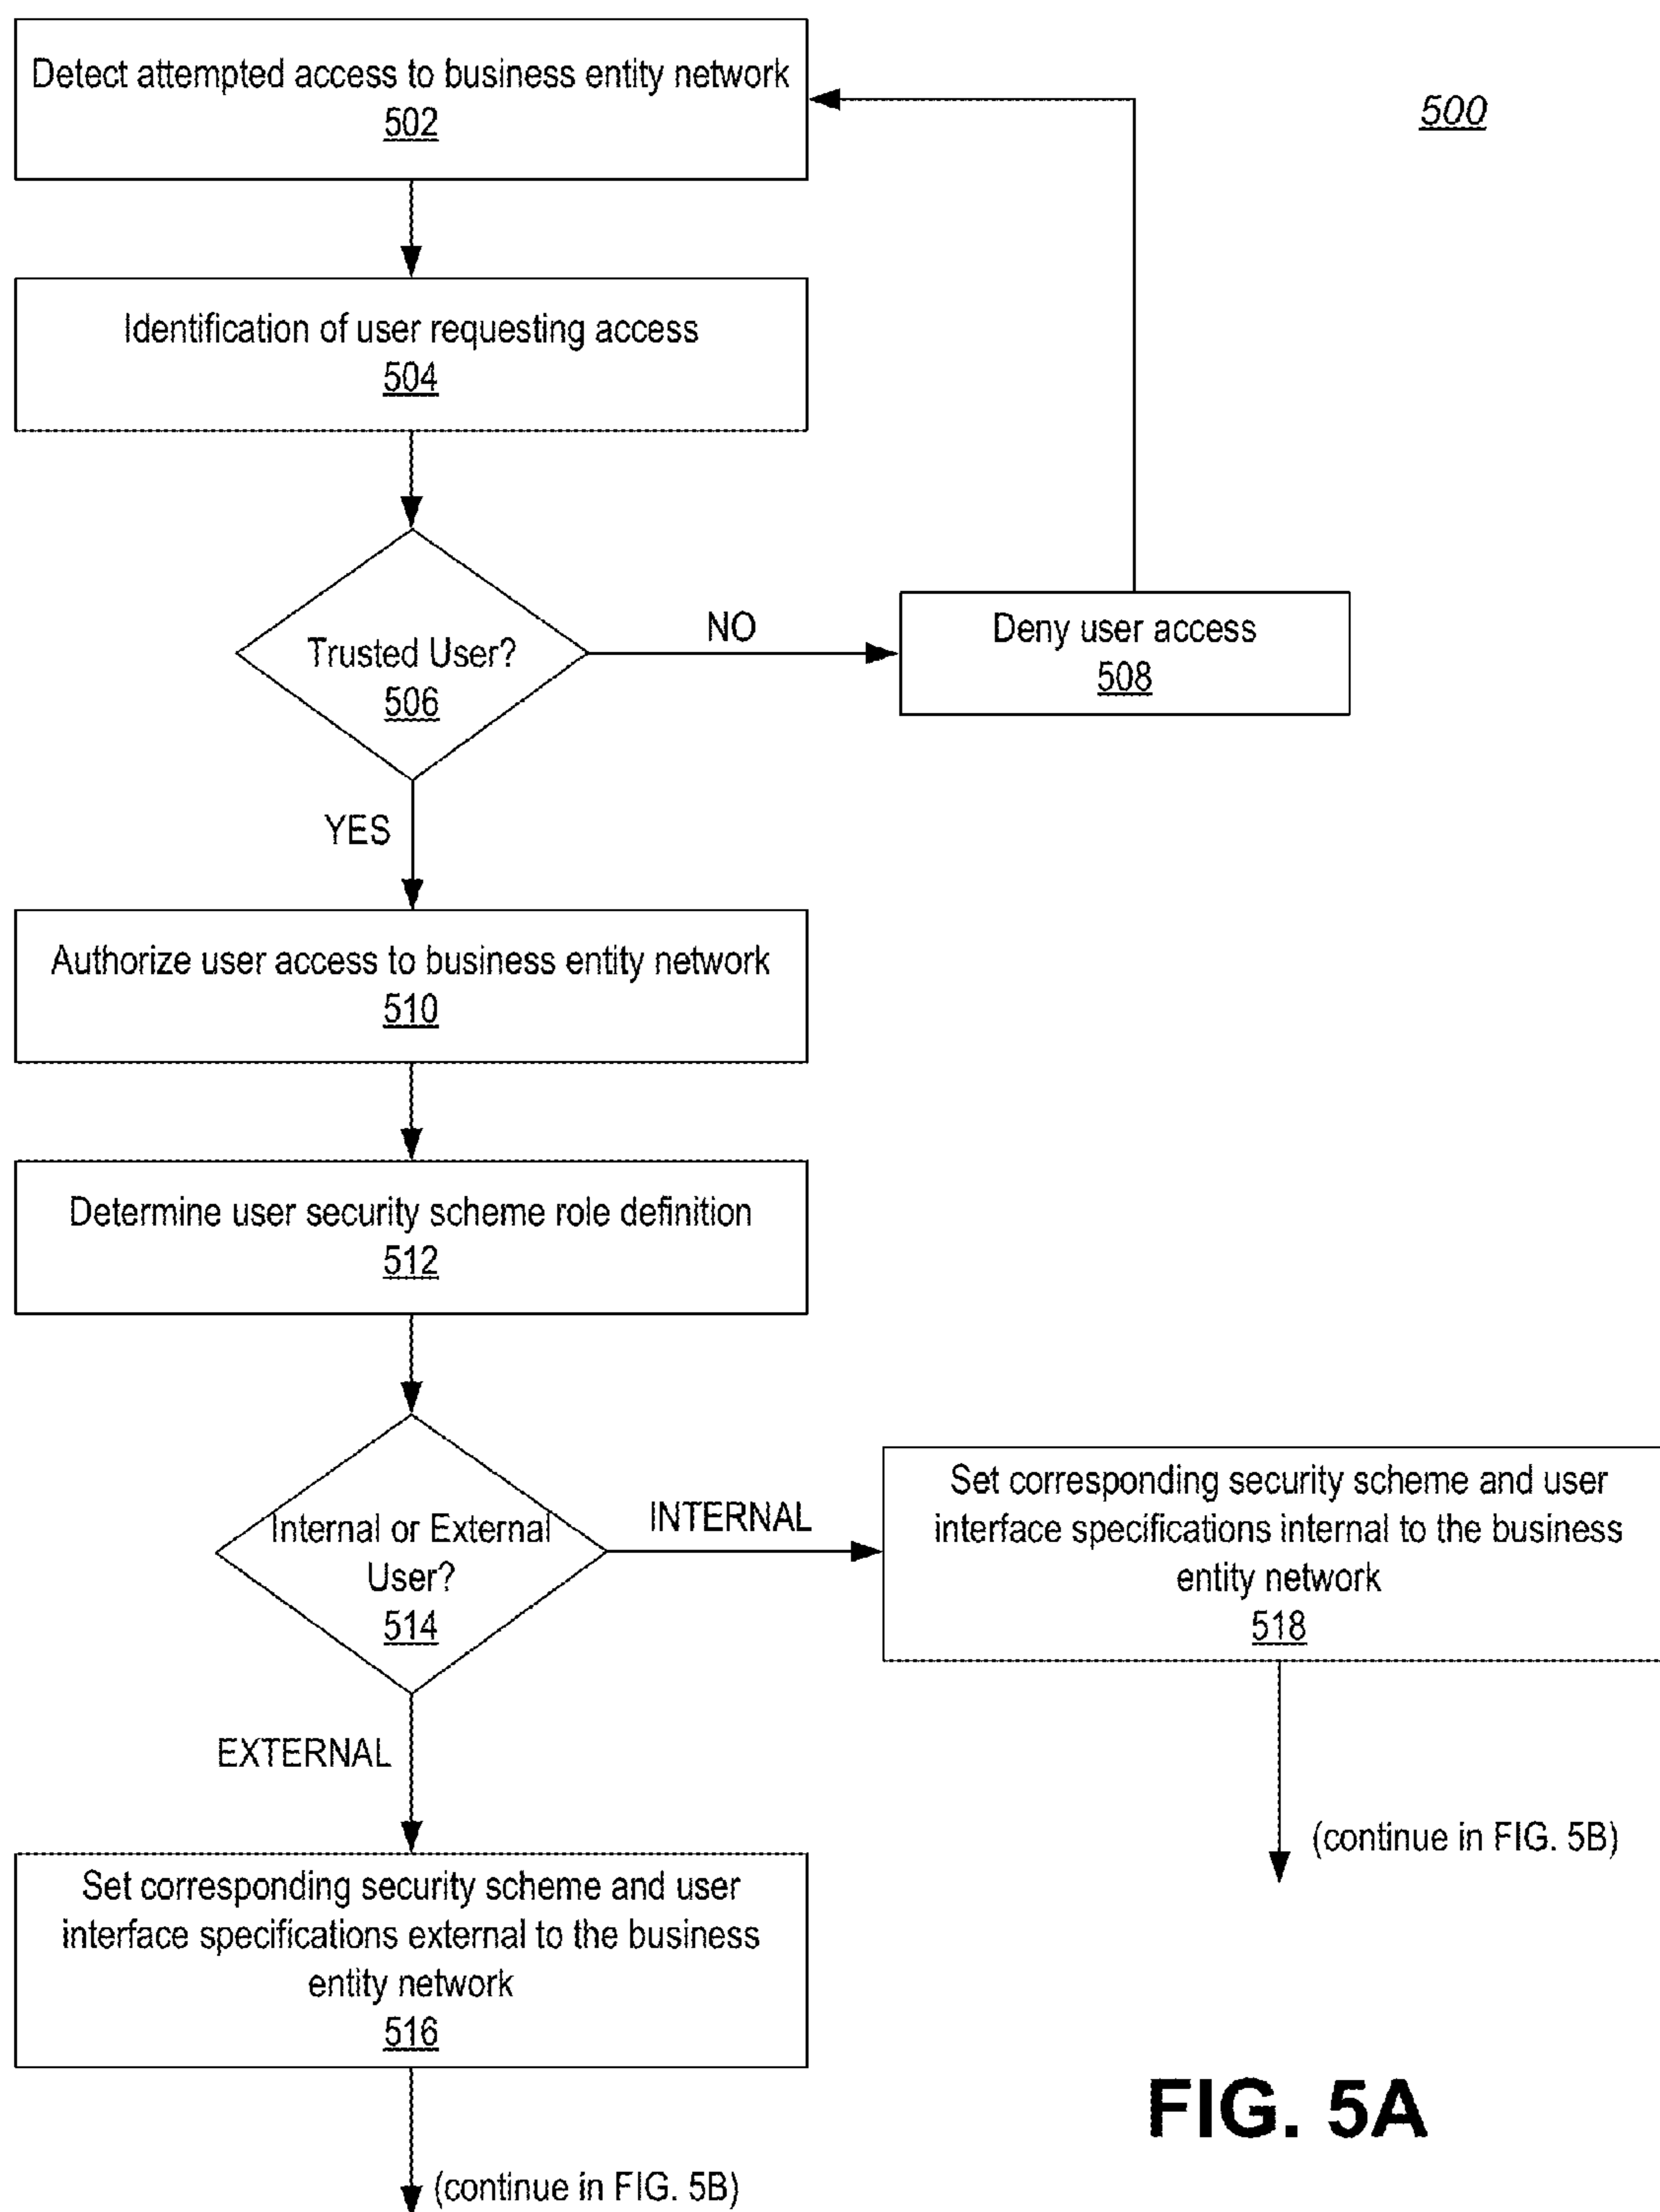 Detect attempted access to business entity network
502
500
Identification of user requesting access
504
Trusted User?
506
NO
Deny user access
508
YES
Authorize user access to business entity network
510
Determine user security scheme role definition
512
Internal or External
User?
514
INTERNAL
Set corresponding security scheme and user
interface specifications internal to the business
entity network
518
EXTERNAL
(continue in FIG. 5B)
Set corresponding security scheme and user
interface specifications external to the business
entity network
516
(continue in FIG. 5B)
FIG. 5A